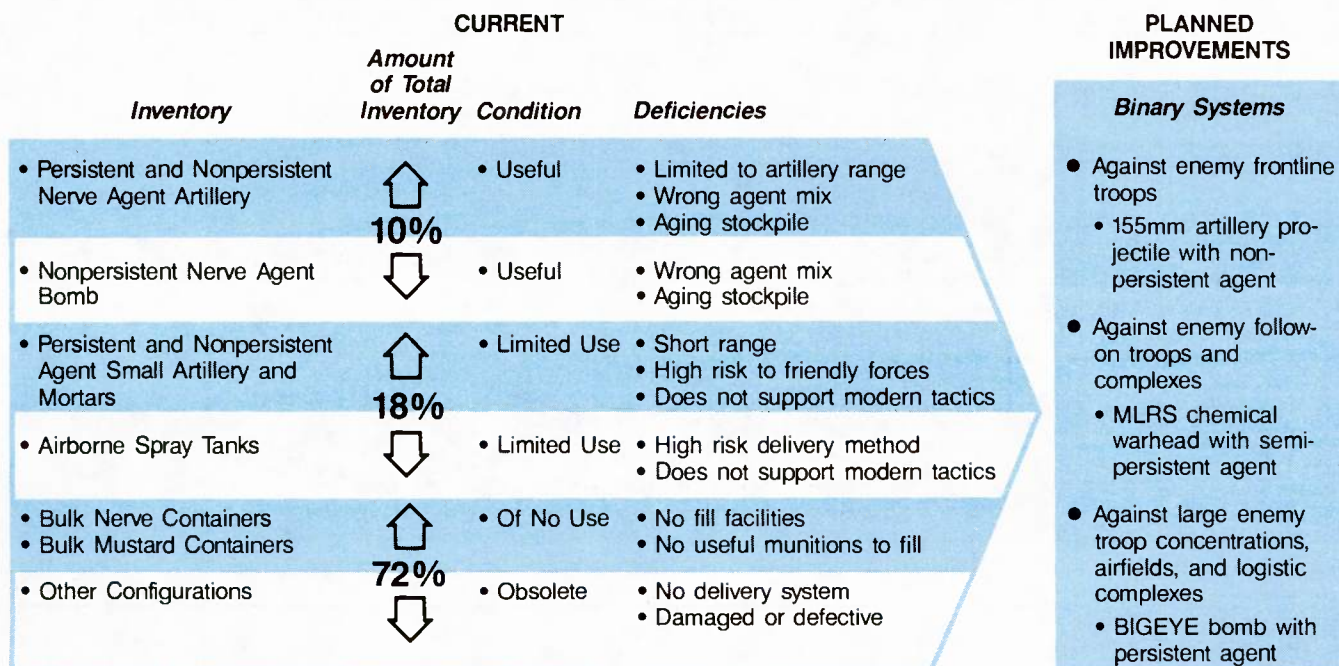 CURRENT
PLANNED
IMPROVEMENTS
Inventory
Amount
of Total
Inventory
Condition
Deficiencies
• Persistent and Nonpersistent
Nerve Agent Artillery
10%
• Useful
• Limited to artillery range
• Wrong agent mix
• Aging stockpile
• Nonpersistent Nerve Agent
Bomb
• Useful
• Wrong agent mix
• Aging stockpile
• Persistent and Nonpersistent
Agent Small Artillery and
Mortars
18%
• Limited Use
• Short range
• High risk to friendly forces
• Does not support modern tactics
• Airborne Spray Tanks
• Limited Use
• High risk delivery method
• Does not support modern tactics
• Bulk Nerve Containers
• Bulk Mustard Containers
72%
• Of No Use
• No fill facilities
• No useful munitions to fill
• Other Configurations
• Obsolete
• No delivery system
• Damaged or defective
Binary Systems
• Against enemy frontline
troops
• 155mm artillery pro-
jectile with non-
persistent agent
• Against enemy follow-
on troops and
complexes
• MLRS chemical
warhead with semi-
persistent agent
• Against large enemy
troop concentrations,
airfields, and logistic
complexes
• BIGEYE bomb with
persistent agent